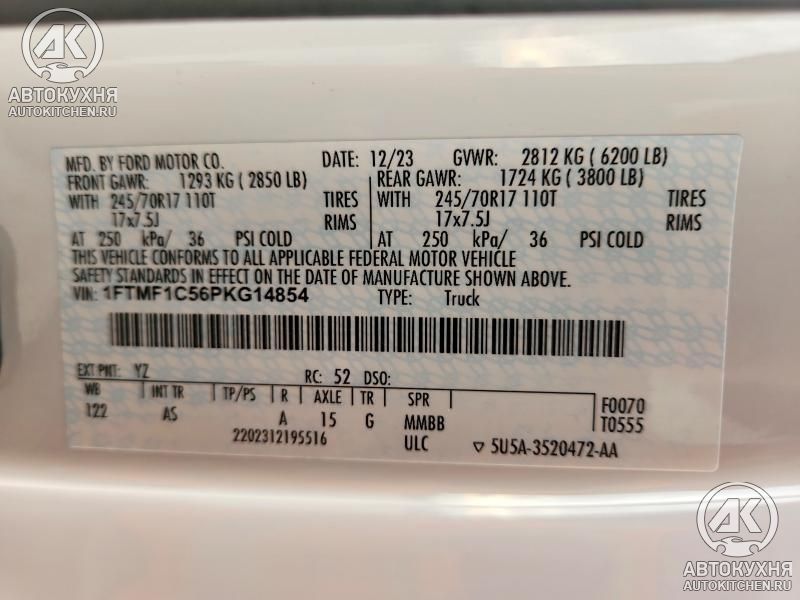 AK
АВТОКУХНЯ
AUTOKITCHEN.RU
MFD. BY FORD MOTOR CO. DATE: 12/23 GVWR: 2812 KG ( 6200 LB)
FRONT GAWR: 1293 KG ( 2850 LB) REAR GAWR: 1724 KG ( 3800 LB)
WITH 245/70R17 110T TIRES WITH 245/70R17 110T TIRES
17x7.5J RIMS 17x7.5J RIMS
AT 250 kPa/ 36 PSI COLD AT 250 kPa/ 36 PSI COLD
THIS VEHICLE CONFORMS TO ALL APPLICABLE FEDERAL MOTOR VEHICLE
SAFETY STANDARDS IN EFFECT ON THE DATE OF MANUFACTURE SHOWN ABOVE.
VIN: 1FTMF1C56PKG14854 TYPE: Truck
EXT PNT: YZ RC: 52 DSO:
WB INT TR TP/PS R AXLE TR SPR F0070
122 AS A 15 G MMBB T0555
2202312195516 ULC ▽ 5U5A-3520472-AA
AK
АВТОКУХНЯ
AUTOKITCHEN.RU